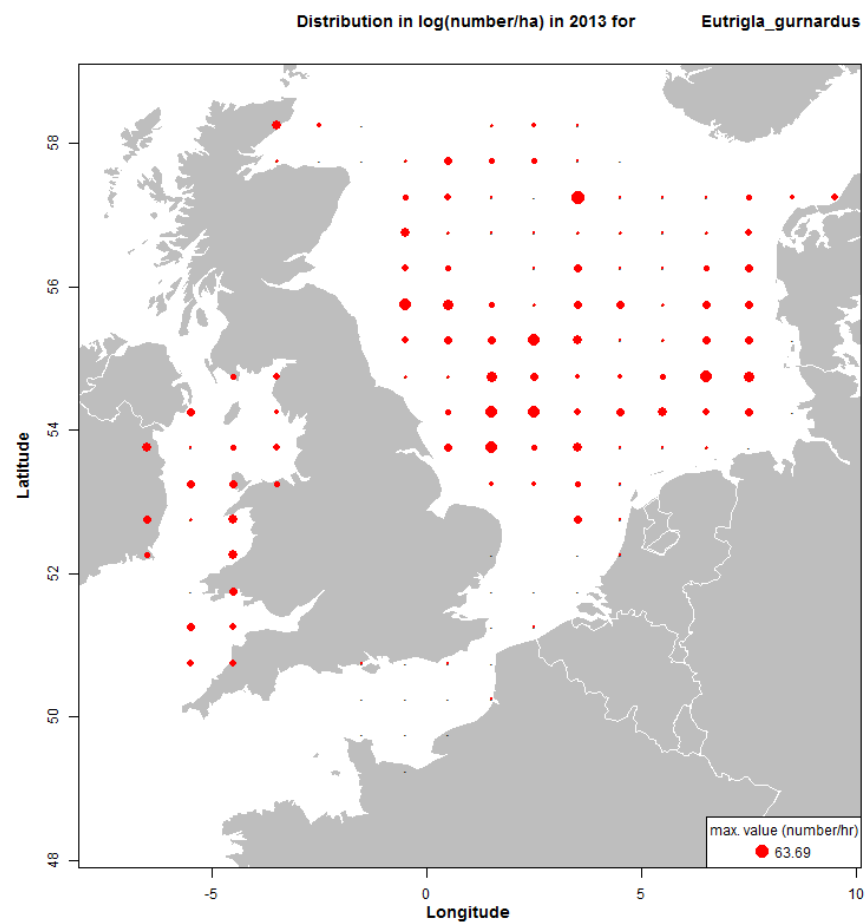 Distribution in log(number/ha) in 2013 for Eutrigla_gurnardus
58
56
54
52
50
48
Latitude
max. value (number/hr)
63.69
-5 0 5 10
Longitude